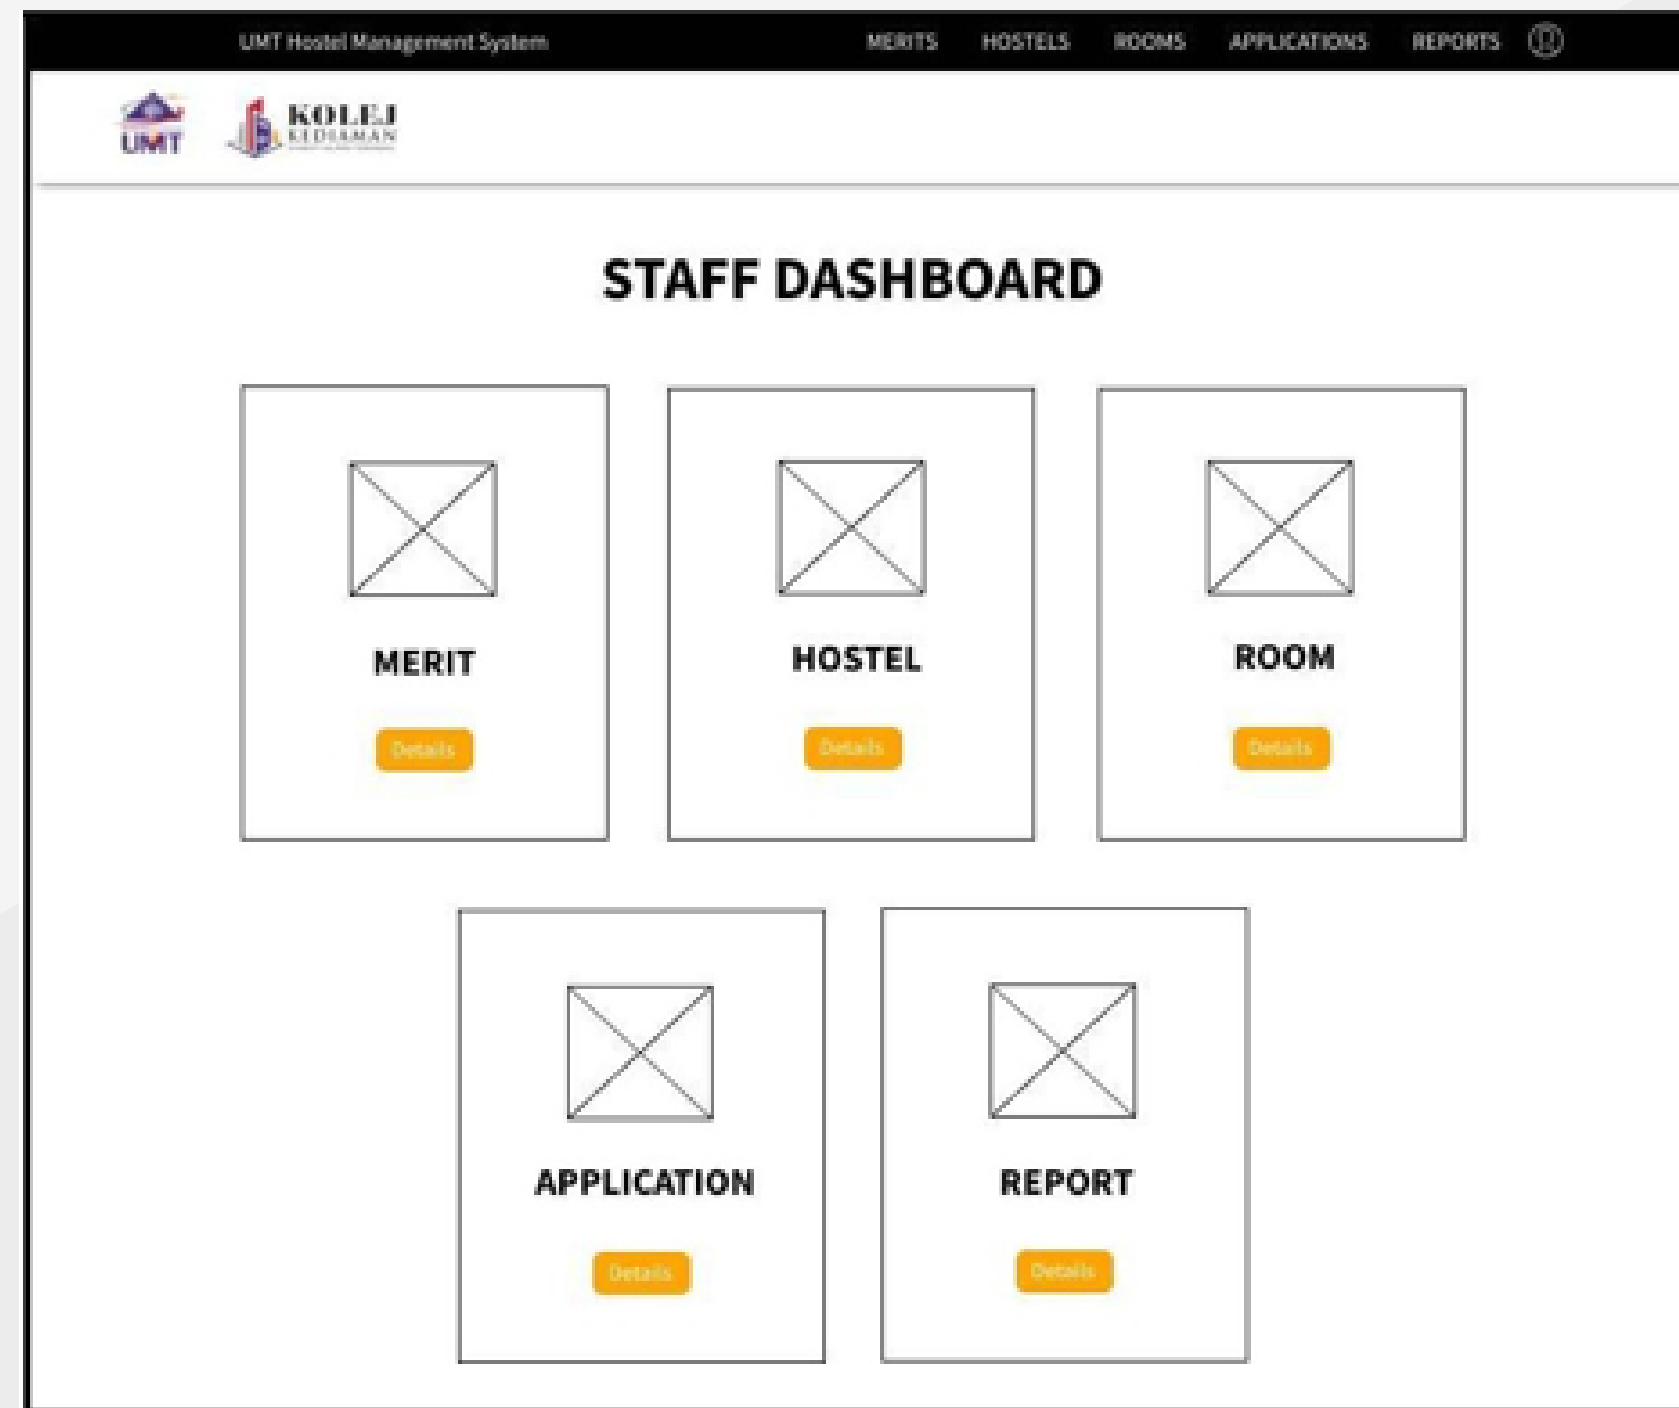 UMT Hostel Management System MERITS HOSTELS ROOMS APPLICATIONS REPORTS
UMT
KOLEJ
KEDIAMAN
STAFF DASHBOARD
MERIT HOSTEL ROOM
Details Details Details
APPLICATION REPORT
Details Details